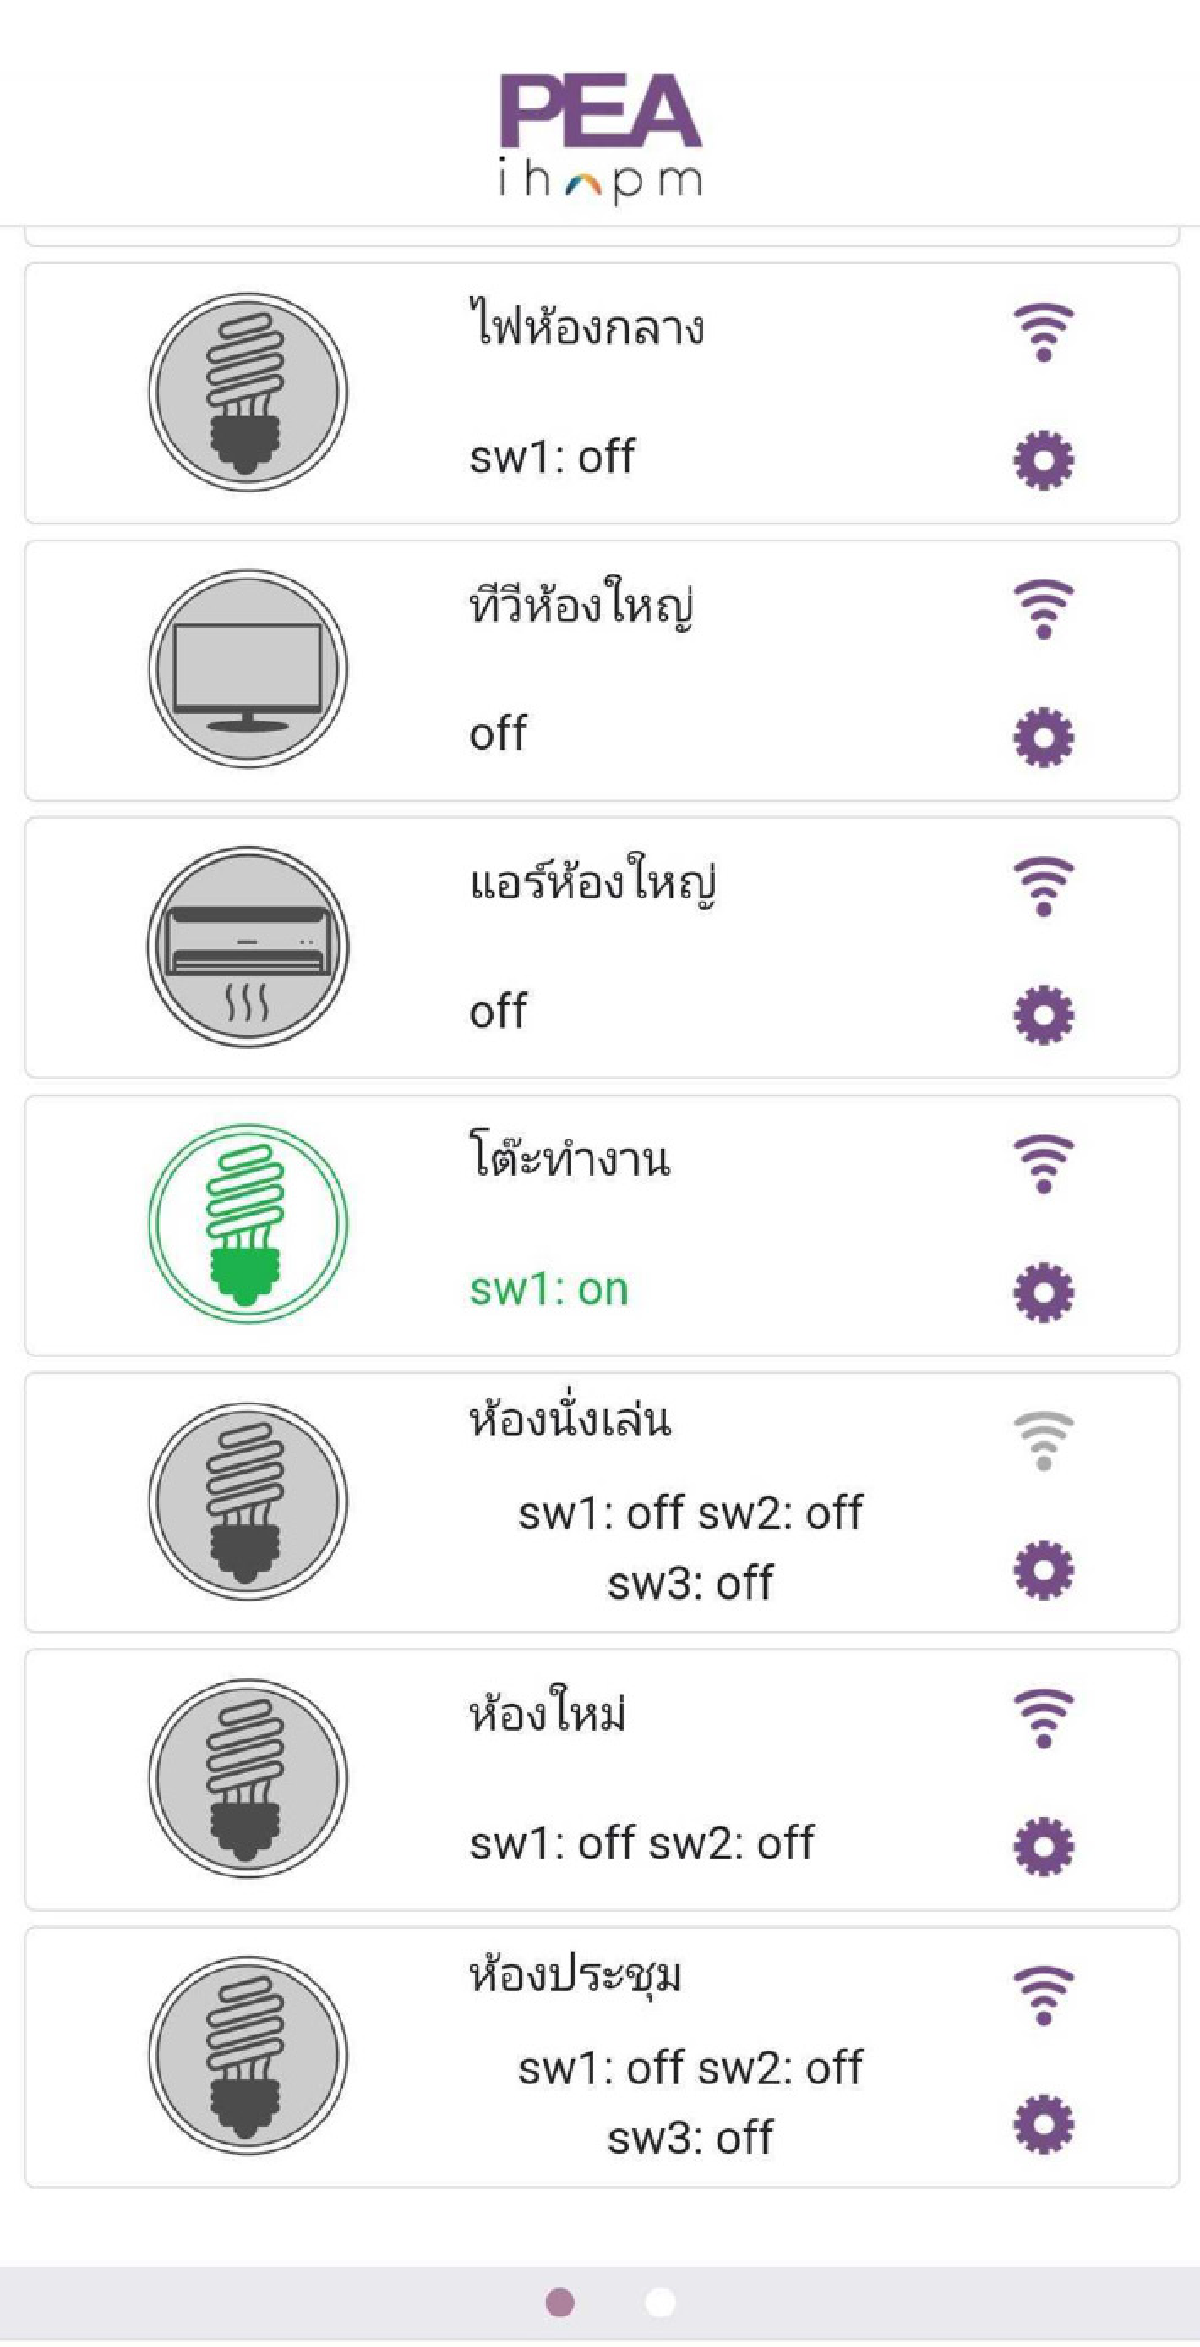 PEA
ihapm
ไฟห้องกลาง
sw1: off
ทีวีห้องใหญ่
off
แอร์ห้องใหญ่
off
โต๊ะทำงาน
sw1: on
ห้องนั่งเล่น
sw1: off sw2: off
sw3: off
ห้องใหม่
sw1: off sw2: off
ห้องประชุม
sw1: off sw2: off
sw3: off